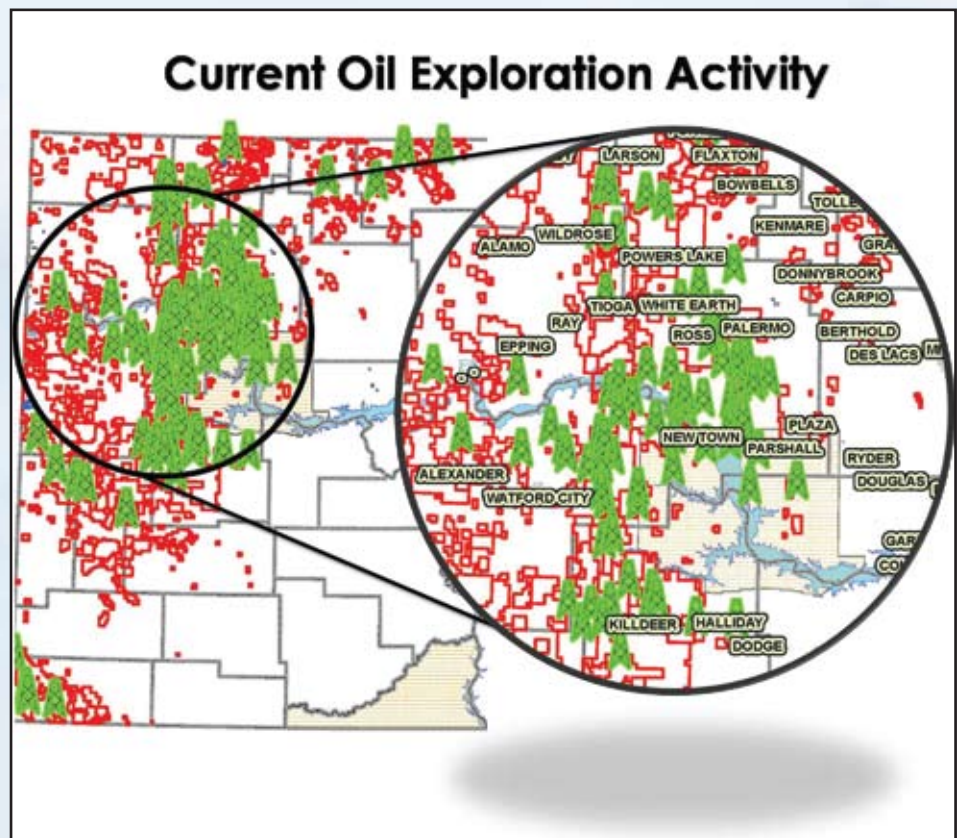 Current Oil Exploration Activity
LARSON
FLAXTON
BOWBELLS
KENMARE
WILDROSE
ALAMO
POWERS LAKE
DONNYBROOK
CARPIO
TIOGA
WHITE EARTH
RAY
ROSS
PALERMO
BERTHOLD
EPPING
DES LACS
NEW TOWN
PLAZA
PARSHALL
RYDER
ALEXANDER
DOUGLAS
WATFORD CITY
KILLDEER
HALLIDAY
DODGE